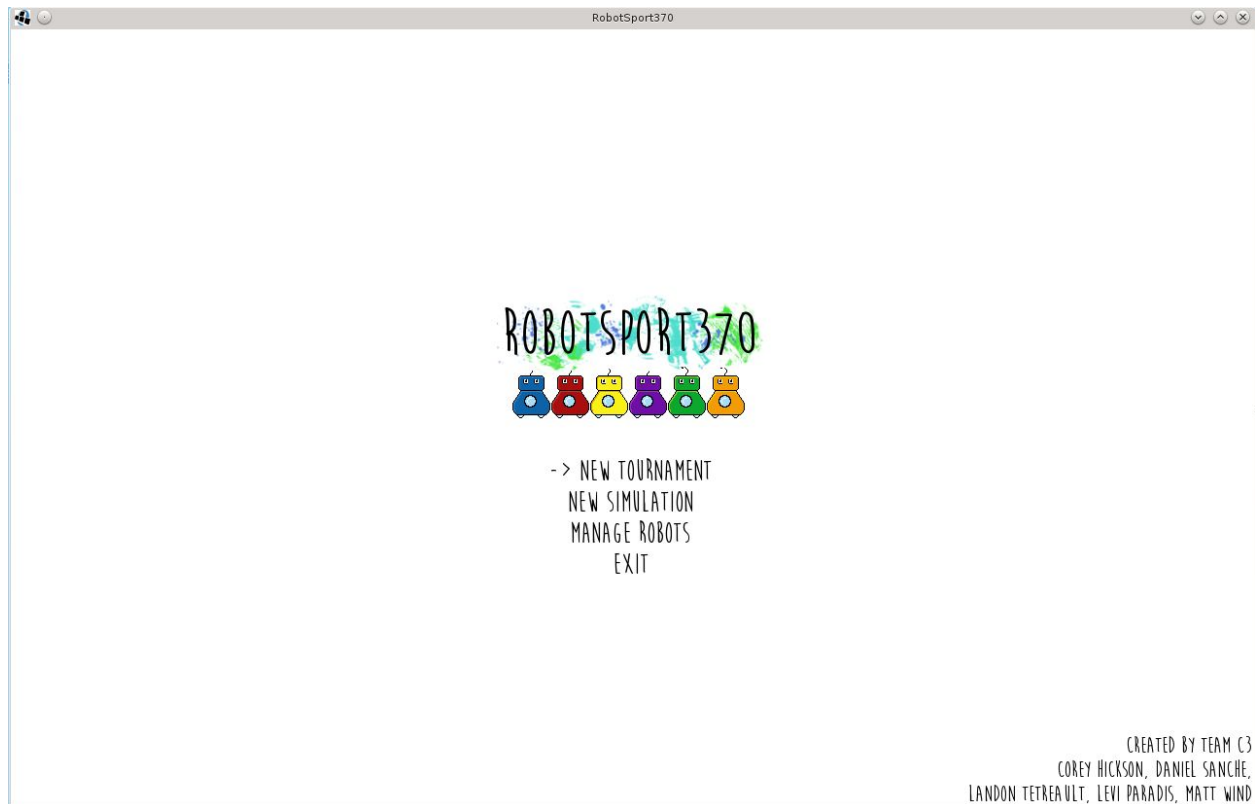 RobotSport370
ROBOTSPORT370
-> NEW TOURNAMENT
NEW SIMULATION
MANAGE ROBOTS
EXIT
CREATED BY TEAM C3
COREY HICKSON, DANIEL SANCHE,
LANDON TETREAULT, LEVI PARADIS, MATT WIND